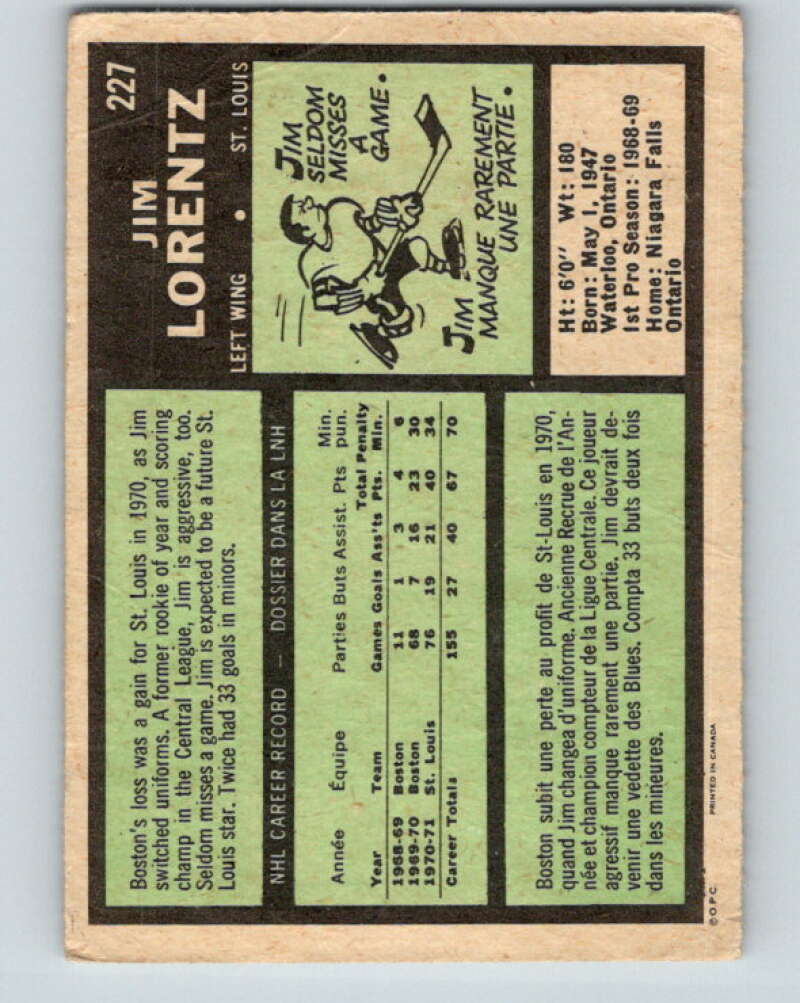 227
JIM
LORENTZ
LEFT WING • ST. LOUIS
Boston's loss was a gain for St. Louis in 1970, as Jim
switched uniforms. A former rookie of year and scoring
champ in the Central League, Jim is aggressive, too.
Seldom misses a game. Jim is expected to be a future St.
Louis star. Twice had 33 goals in minors.
JIM
SELDOM
MISSES
A
GAME.
JIM
MANQUE RAREMENT
UNE PARTIE.
NHL CAREER RECORD – DOSSIER DANS LA LNH
Année Équipe Parties Buts Assist. Pts Min. pun.
Year Team Games Goals Ass'ts Total Pts. Penalty Min.
1968-69 Boston 11 1 3 4 6
1969-70 Boston 68 7 16 23 30
1970-71 St. Louis 76 19 21 40 34
Career Totals 155 27 40 67 70
Ht: 6'0" Wt: 180
Born: May 1, 1947
Waterloo, Ontario
1st Pro Season: 1968-69
Home: Niagara Falls
Ontario
Boston subit une perte au profit de St-Louis en 1970,
quand Jim changea d'uniforme. Ancienne Recrue de l'An-
née et champion compteur de la Ligue Centrale. Ce joueur
agressif manque rarement une partie. Jim devrait de-
venir une vedette des Blues. Compta 33 buts deux fois
dans les mineures.
©O.P.C. PRINTED IN CANADA